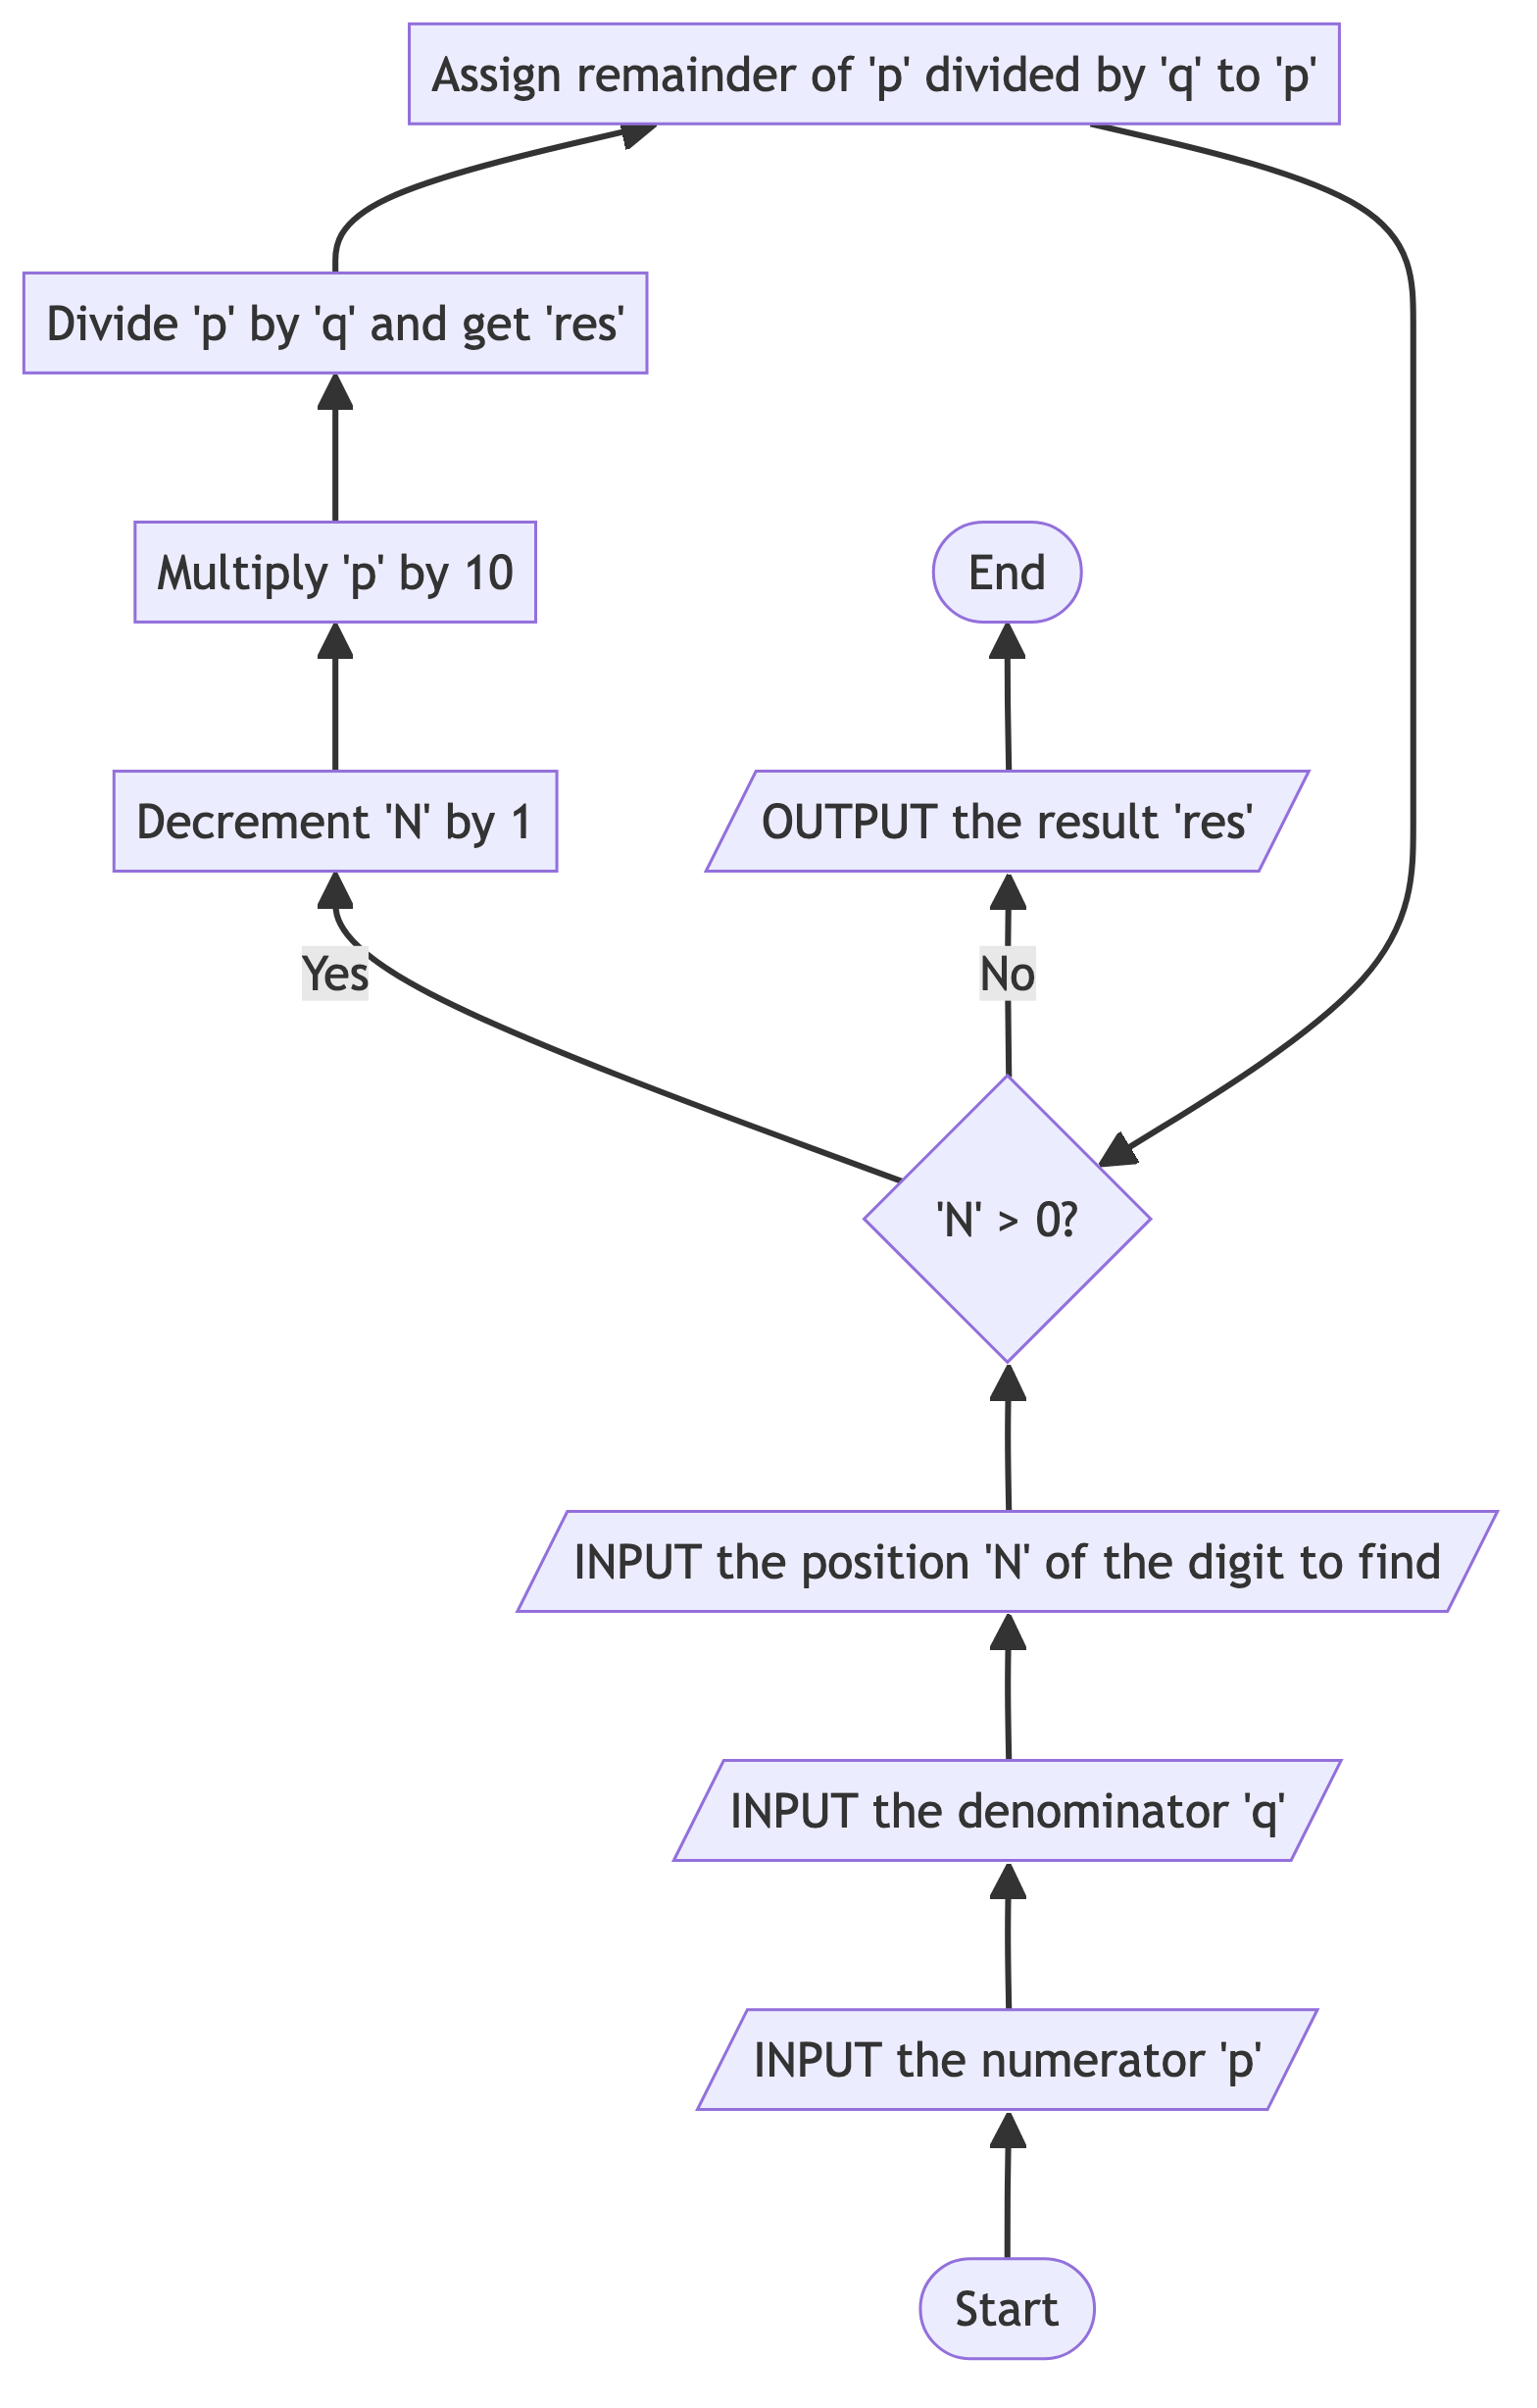 Assign remainder of 'p' divided by 'q' to 'p'
Divide 'p' by 'q' and get 'res'
Multiply 'p' by 10
End
Decrement 'N' by 1
OUTPUT the result 'res'
Yes
No
'N' > 0?
INPUT the position 'N' of the digit to find
INPUT the denominator 'q'
INPUT the numerator 'p'
Start